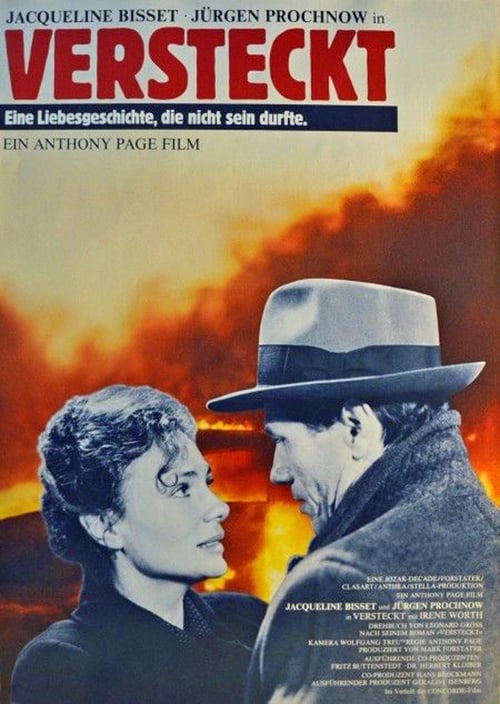 JACQUELINE BISSET · JÜRGEN PROCHNOW in
VERSTECKT
Eine Liebesgeschichte, die nicht sein durfte.
EIN ANTHONY PAGE FILM
EINE JOZAK-DECADE/FORSTATER/
CLASART/ANTHEA/STELLA-PRODUKTION
EIN ANTHONY PAGE-FILM
JACQUELINE BISSET und JÜRGEN PROCHNOW
in VERSTECKT mit IRENE WORTH
DREHBUCH VON LEONARD GROSS
NACH SEINEM ROMAN »VERSTECKT«
KAMERA WOLFGANG TREU REGIE ANTHONY PAGE
PRODUZIERT VON MARK FORSTATER
AUSFÜHRENDE CO-PRODUZENTEN
FRITZ BUTTENSTEDT · DR. HERBERT KLOIBER
CO-PRODUZENT HANS BROCKMANN
AUSFÜHRENDER PRODUZENT GERALD I. ISENBERG
Im Verleih der CONCORDE-Film